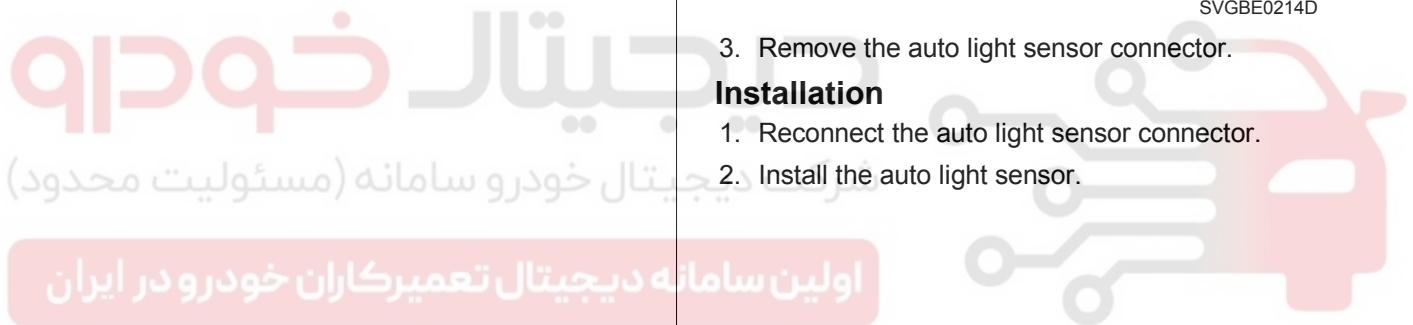 SVGBE0214D
3. Remove the auto light sensor connector.
Installation
1. Reconnect the auto light sensor connector.
2. Install the auto light sensor.
دیجیتال خودرو
شرکت دیجیتال خودرو سامانه (مسئولیت محدود)
اولین سامانه دیجیتال تعمیرکاران خودرو در ایران